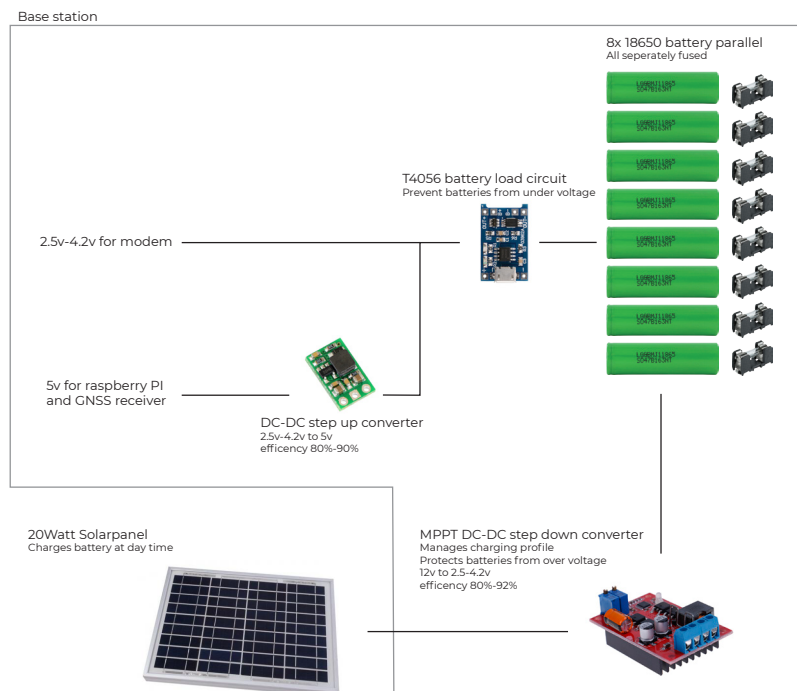 Base station
8x 18650 battery parallel
All seperately fused
T4056 battery load circuit
Prevent batteries from under voltage
2.5v-4.2v for modem
5v for raspberry PI
and GNSS receiver
DC-DC step up converter
2.5v-4.2v to 5v
efficency 80%-90%
20Watt Solarpanel
Charges battery at day time
MPPT DC-DC step down converter
Manages charging profile
Protects batteries from over voltage
12v to 2.5-4.2v
efficency 80%-92%